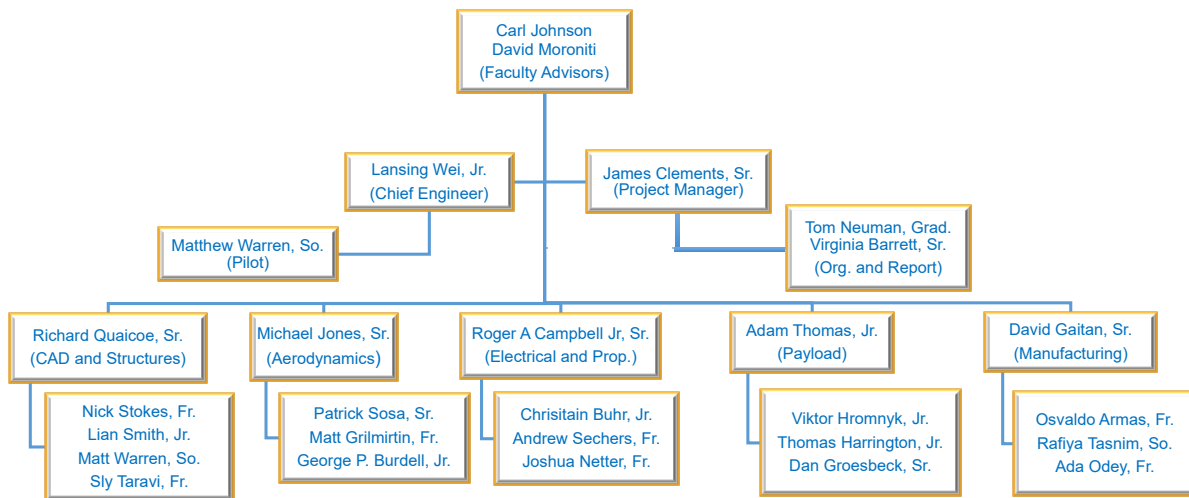 Carl Johnson
David Moroniti
(Faculty Advisors)
Lansing Wei, Jr.
(Chief Engineer)
James Clements, Sr.
(Project Manager)
Matthew Warren, So.
(Pilot)
Tom Neuman, Grad.
Virginia Barrett, Sr.
(Org. and Report)
Richard Quaicoe, Sr.
(CAD and Structures)
Michael Jones, Sr.
(Aerodynamics)
Roger A Campbell Jr, Sr.
(Electrical and Prop.)
Adam Thomas, Jr.
(Payload)
David Gaitan, Sr.
(Manufacturing)
Nick Stokes, Fr.
Lian Smith, Jr.
Matt Warren, So.
Sly Taravi, Fr.
Patrick Sosa, Sr.
Matt Grilmirtin, Fr.
George P. Burdell, Jr.
Chrisitain Buhr, Jr.
Andrew Sechers, Fr.
Joshua Netter, Fr.
Viktor Hromnyk, Jr.
Thomas Harrington, Jr.
Dan Groesbeck, Sr.
Osvaldo Armas, Fr.
Rafiya Tasnim, So.
Ada Odey, Fr.